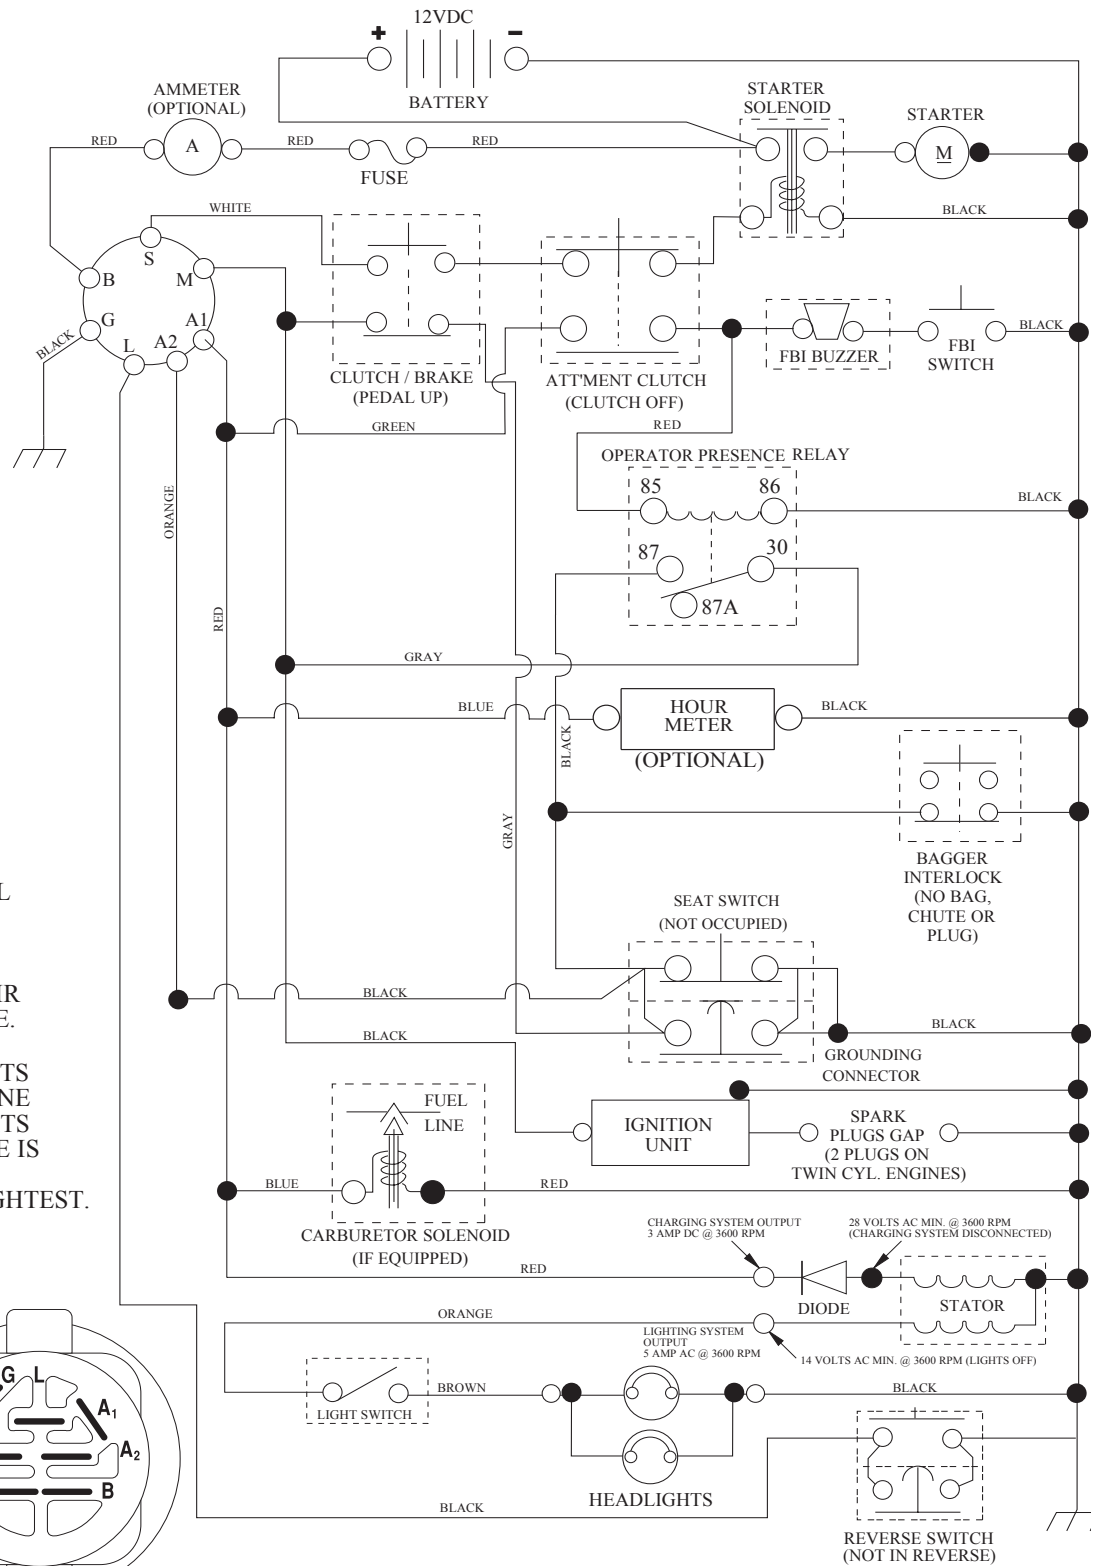 12VDC
+
-
BATTERY
AMMETER
(OPTIONAL)
A
RED
RED
FUSE
RED
STARTER
SOLENOID
STARTER
M
BLACK
WHITE
S
B
M
G
A1
L
A2
BLACK
CLUTCH / BRAKE
(PEDAL UP)
ATT'MENT CLUTCH
(CLUTCH OFF)
FBI BUZZER
FBI
SWITCH
BLACK
GREEN
RED
OPERATOR PRESENCE RELAY
85
86
BLACK
87
30
87A
ORANGE
RED
GRAY
BLUE
HOUR
METER
(OPTIONAL)
BLACK
BLACK
GRAY
BAGGER
INTERLOCK
(NO BAG,
CHUTE OR
PLUG)
SEAT SWITCH
(NOT OCCUPIED)
BLACK
BLACK
BLACK
GROUNDING
CONNECTOR
FUEL
LINE
IGNITION
UNIT
SPARK
PLUGS GAP
(2 PLUGS ON
TWIN CYL. ENGINES)
BLUE
RED
CARBURETOR SOLENOID
(IF EQUIPPED)
CHARGING SYSTEM OUTPUT
3 AMP DC @ 3600 RPM
28 VOLTS AC MIN. @ 3600 RPM
(CHARGING SYSTEM DISCONNECTED)
RED
DIODE
STATOR
ORANGE
LIGHTING SYSTEM
OUTPUT
5 AMP AC @ 3600 RPM
14 VOLTS AC MIN. @ 3600 RPM (LIGHTS OFF)
LIGHT SWITCH
BROWN
BLACK
HEADLIGHTS
BLACK
REVERSE SWITCH
(NOT IN REVERSE)
L
IR
E.
TS
NE
TS
E IS
GHTEST.
G
L
A1
A2
B